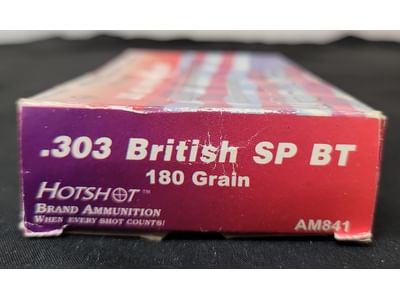 .303 British SP BT
180 Grain
HOTSHOT™
BRAND AMMUNITION
WHEN EVERY SHOT COUNTS!
AM841